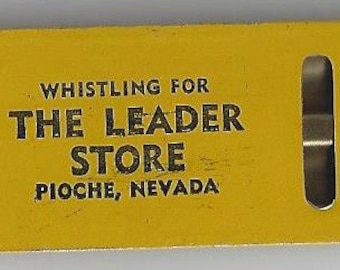 WHISTLING FOR
THE LEADER
STORE
PIOCHE, NEVADA